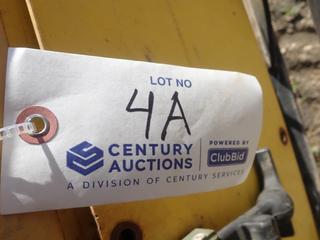 LOT NO
4A
CENTURY
AUCTIONS
POWERED BY
ClubBid
A DIVISION OF CENTURY SERVICES